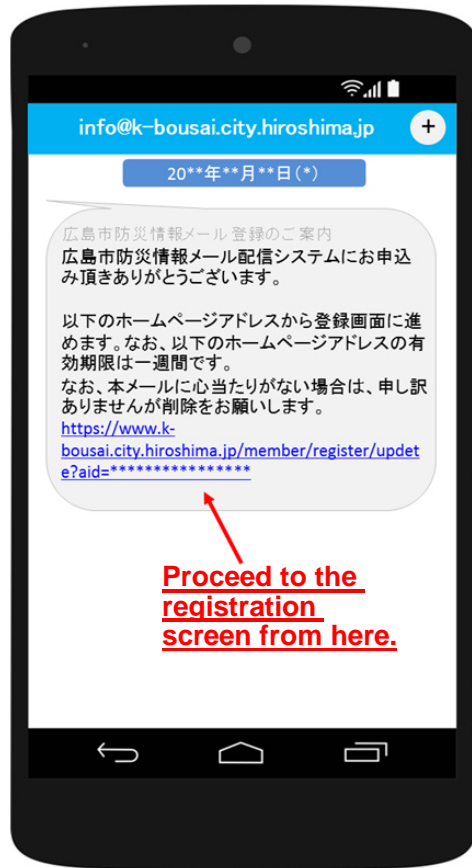 info@k-bousai.city.hiroshima.jp
+
20**年**月**日(*)
広島市防災情報メール登録のご案内
広島市防災情報メール配信システムにお申込
み頂きありがとうございます。
以下のホームページアドレスから登録画面に進
めます。なお、以下のホームページアドレスの有
効期限は一週間です。
なお、本メールに心当たりがない場合は、申し訳
ありませんが削除をお願いします。
https://www.k-
bousai.city.hiroshima.jp/member/register/updet
e?aid=****************
Proceed to the
registration
screen from here.